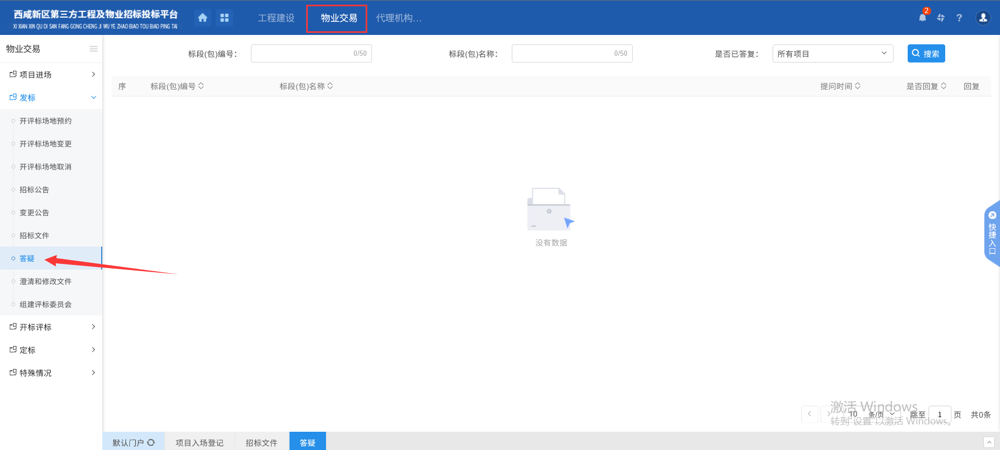 西咸新区第三方工程及物业招标投标平台
XI XIAN XIN QU DI SAN FANG GONG CHENG JI WU YE ZHAO BIAO TOU BIAO PING TAI
工程建设
物业交易
代理机构...
2
?
物业交易
标段(包)编号：
0/50
标段(包)名称：
0/50
是否已答复：
所有项目
搜索
项目进场
序
标段(包)编号
标段(包)名称
提问时间
是否回复
回复
发标
开评标场地预约
开评标场地变更
开评标场地取消
招标公告
变更公告
招标文件
答疑
澄清和修改文件
组建评标委员会
开标评标
定标
特殊情况
没有数据
快捷入口
10 条/页
跳至 1 页
共0条
激活 Windows
转到"设置"以激活 Windows。
默认门户
项目入场登记
招标文件
答疑